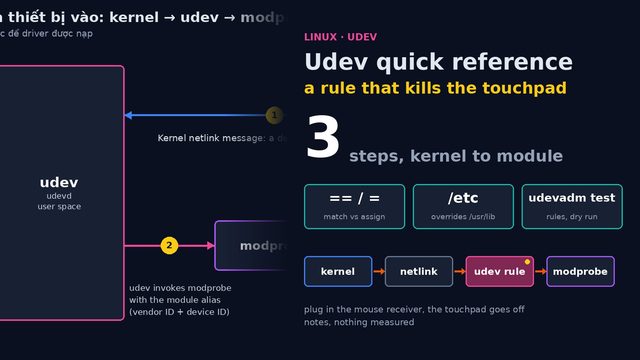 thiết bị vào: kernel → udev → modp
để driver được nạp
1
Kernel netlink message: a
udev
udevd
user space
2
modpr
udev invokes modprobe
with the module alias
(vendor ID + device ID)
LINUX · UDEV
Udev quick reference
a rule that kills the touchpad
3 steps, kernel to module
== / =
match vs assign
/etc
overrides /usr/lib
udevadm test
rules, dry run
kernel
netlink
udev rule
modprobe
plug in the mouse receiver, the touchpad goes off
notes, nothing measured